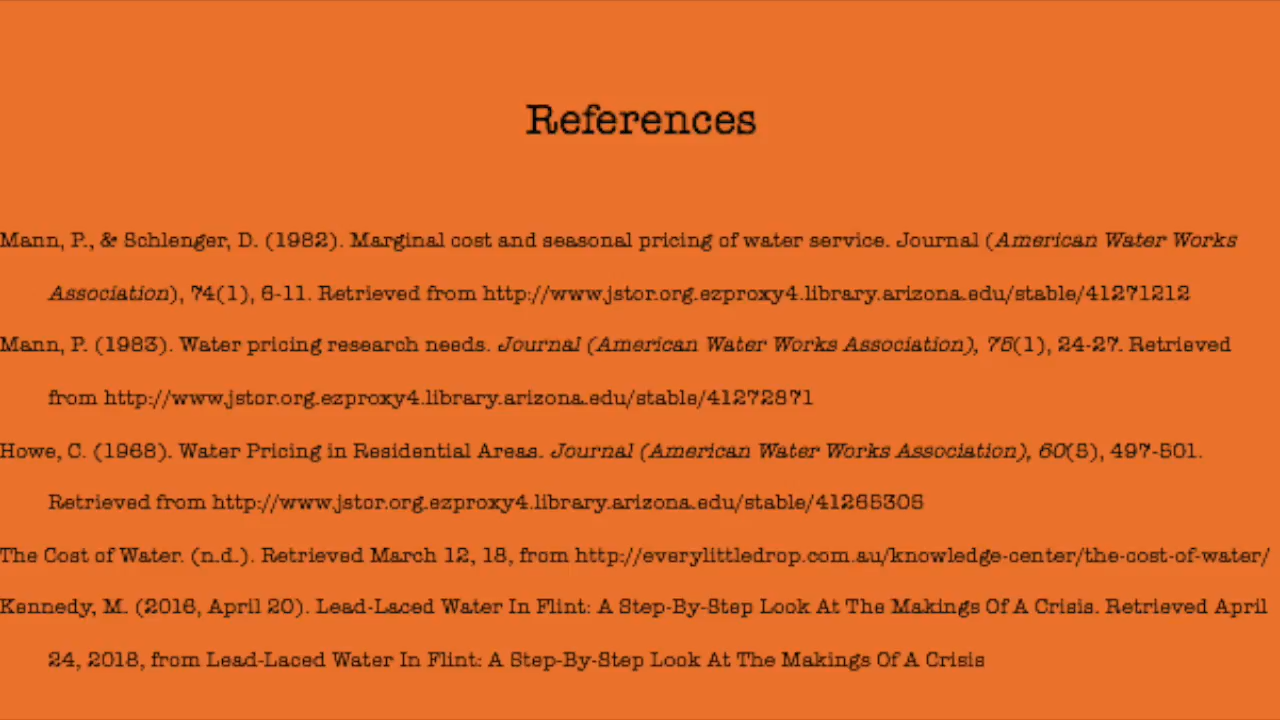 References
Mann, P., & Schlenger, D. (1982). Marginal cost and seasonal pricing of water service. Journal (American Water Works
Association), 74(1), 6-11. Retrieved from http://www.jstor.org.ezproxy4.library.arizona.edu/stable/41271212
Mann, P. (1983). Water pricing research needs. Journal (American Water Works Association), 75(1), 24-27. Retrieved
from http://www.jstor.org.ezproxy4.library.arizona.edu/stable/41272871
Howe, C. (1968). Water Pricing in Residential Areas. Journal (American Water Works Association), 60(5), 497-501.
Retrieved from http://www.jstor.org.ezproxy4.library.arizona.edu/stable/41265305
The Cost of Water. (n.d.). Retrieved March 12, 18, from http://everylittledrop.com.au/knowledge-center/the-cost-of-water/
Kennedy, M. (2016, April 20). Lead-Laced Water In Flint: A Step-By-Step Look At The Makings Of A Crisis. Retrieved April
24, 2018, from Lead-Laced Water In Flint: A Step-By-Step Look At The Makings Of A Crisis